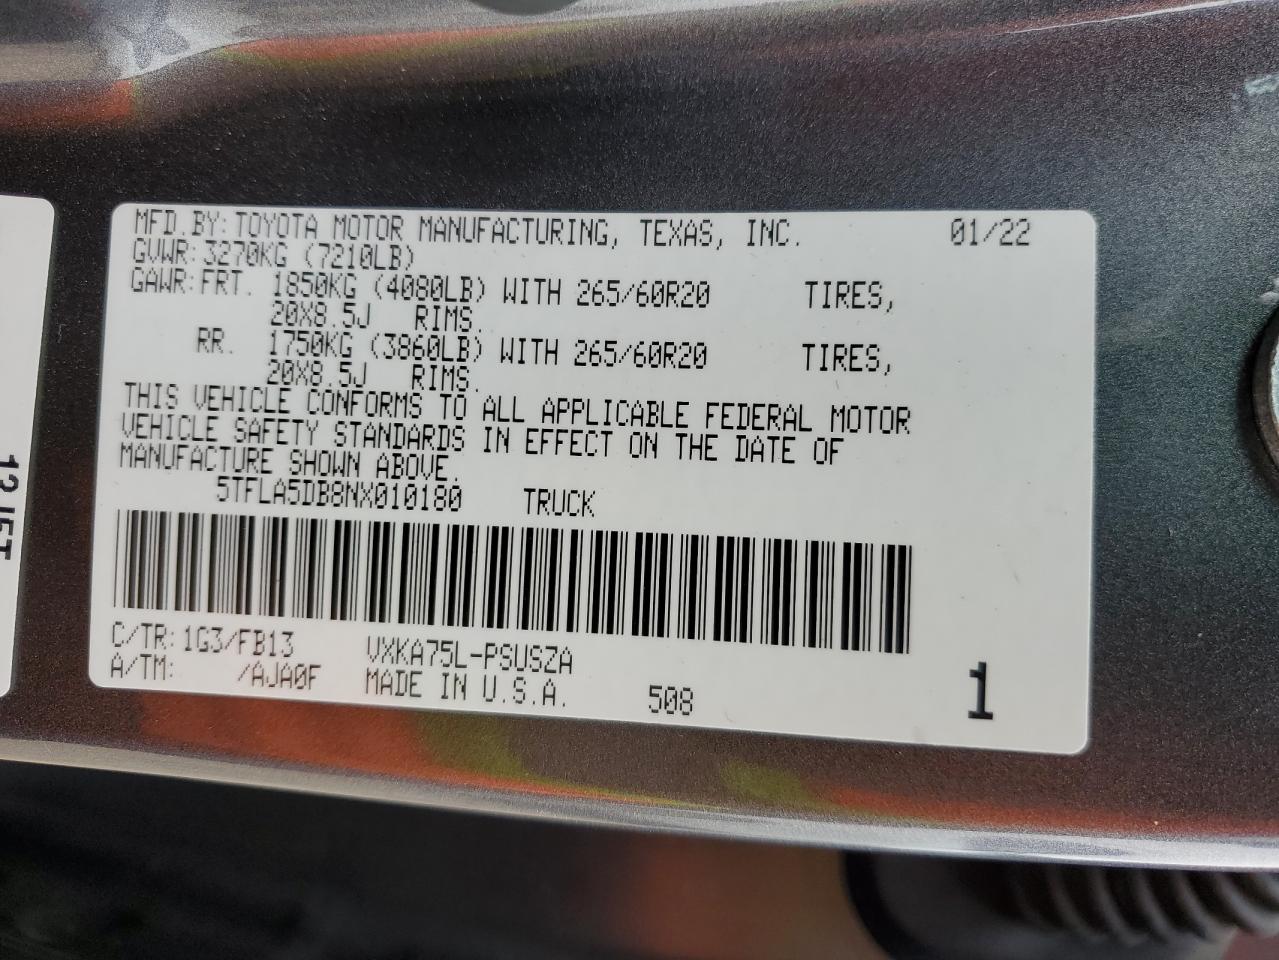 MFD.BY:TOYOTA MOTOR MANUFACTURING, TEXAS, INC. 01/22
GVWR:3270KG (7210LB)
GAWR:FRT. 1850KG (4080LB) WITH 265/60R20 TIRES,
20X8.5J RIMS.
RR. 1750KG (3860LB) WITH 265/60R20 TIRES,
20X8.5J RIMS.
THIS VEHICLE CONFORMS TO ALL APPLICABLE FEDERAL MOTOR
VEHICLE SAFETY STANDARDS IN EFFECT ON THE DATE OF
MANUFACTURE SHOWN ABOVE.
5TFLA5DB8NX010180 TRUCK
C/TR:1G3/FB13 VXKA75L-PSUSZA
A/TM: /AJA0F MADE IN U.S.A. 508 1